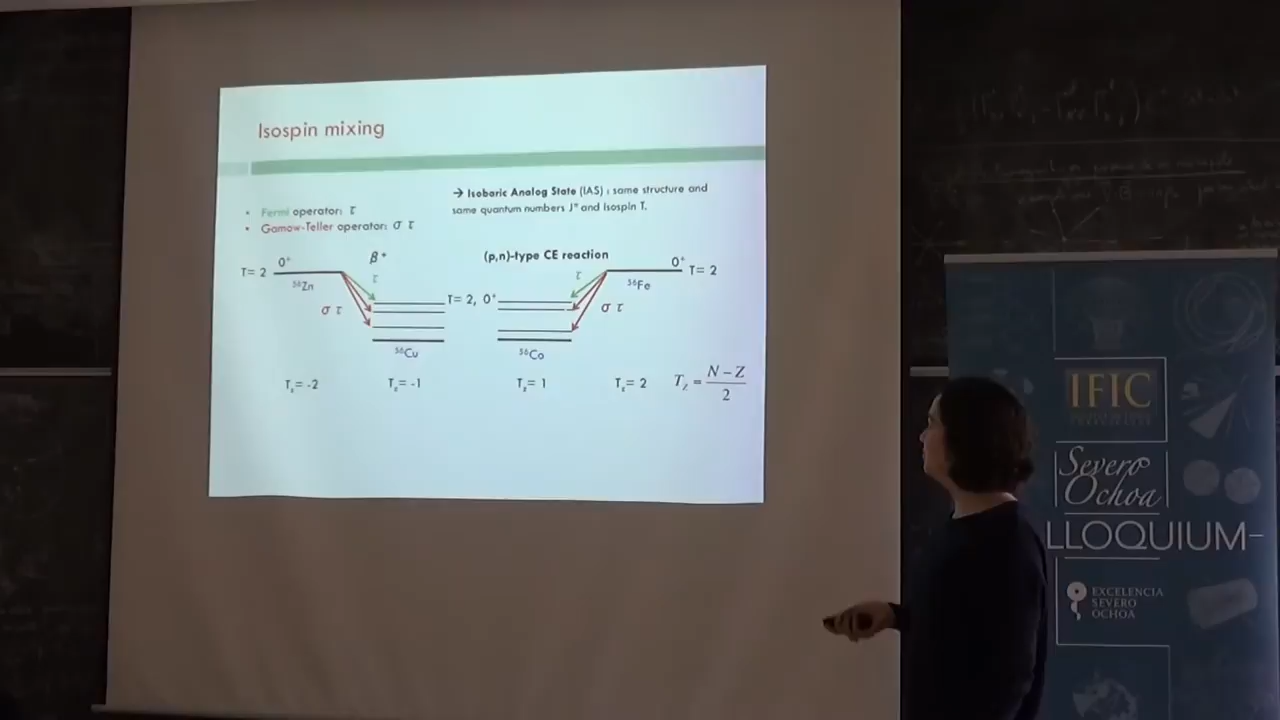 Isospin mixing
→ Isobaric Analog State (IAS) : same structure and
same quantum numbers Jπ and Isospin T.
• Fermi operator: τ
• Gamow-Teller operator: σ τ
β+
(p,n)-type CE reaction
T= 2 0+
τ
τ
0+ T= 2
56Zn
56Fe
T= 2, 0+
σ τ
σ τ
56Cu
56Co
Tz= -2
Tz= -1
Tz= 1
Tz= 2
TZ = N – Z / 2
IFIC
Severo
Ochoa
LLOQUIUM–
EXCELENCIA
SEVERO
OCHOA